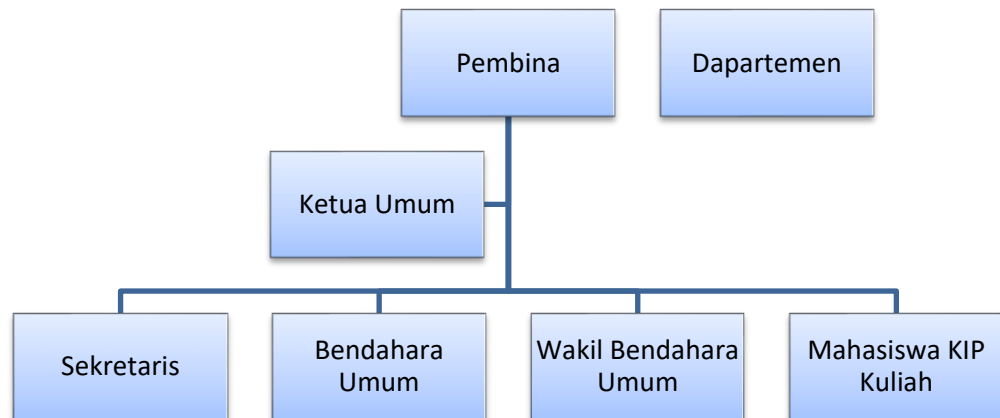 Pembina
Dapartemen
Ketua Umum
Sekretaris
Bendahara
Umum
Wakil Bendahara
Umum
Mahasiswa KIP
Kuliah